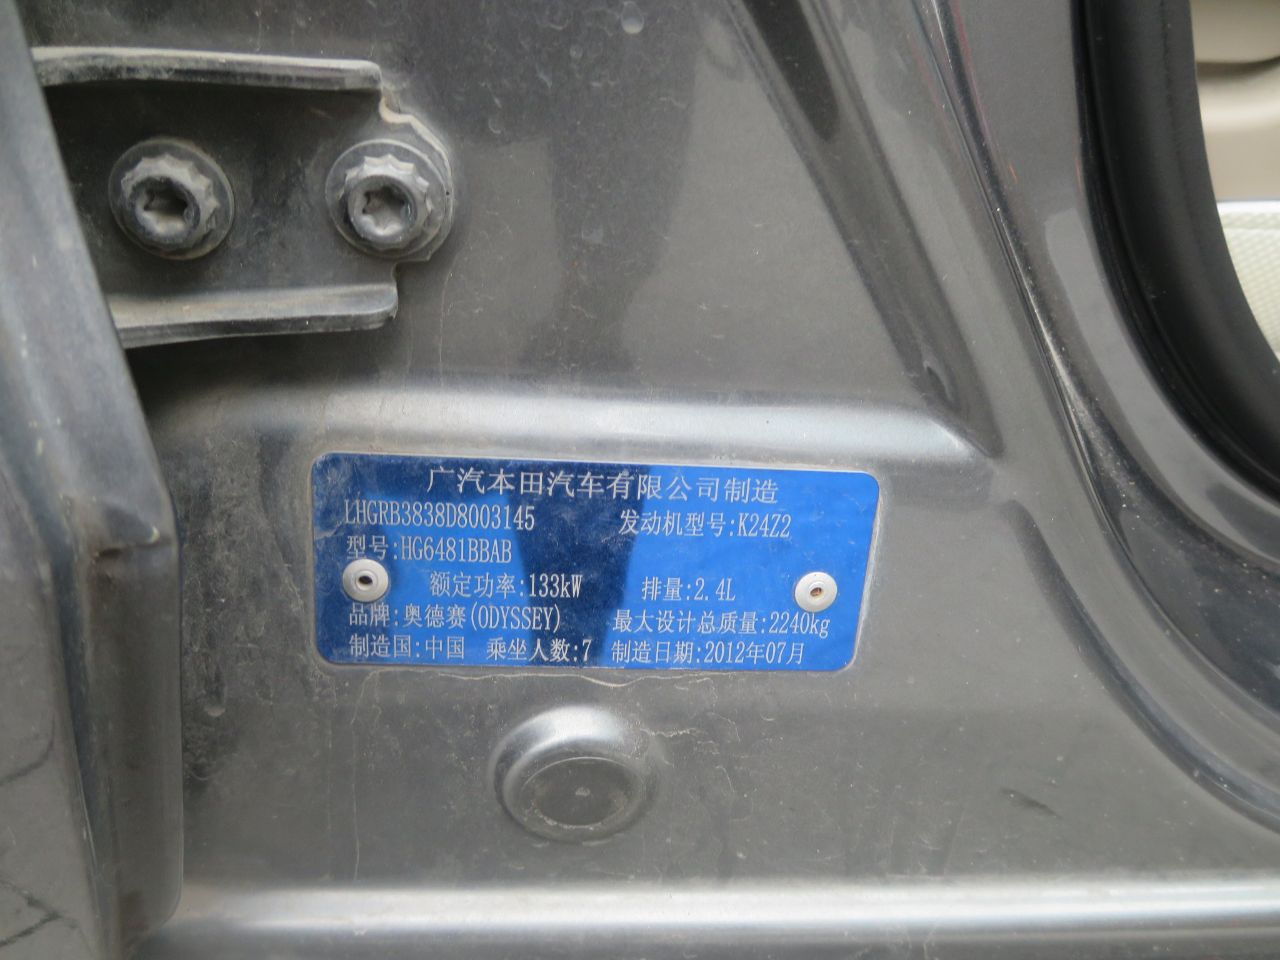 广汽本田汽车有限公司制造
LHGRB3838D8003145 发动机型号:K24Z2
型号:HG6481BBAB
额定功率:133kW 排量:2.4L
品牌:奥德赛(ODYSSEY) 最大设计总质量:2240kg
制造国:中国 乘坐人数:7 制造日期:2012年07月